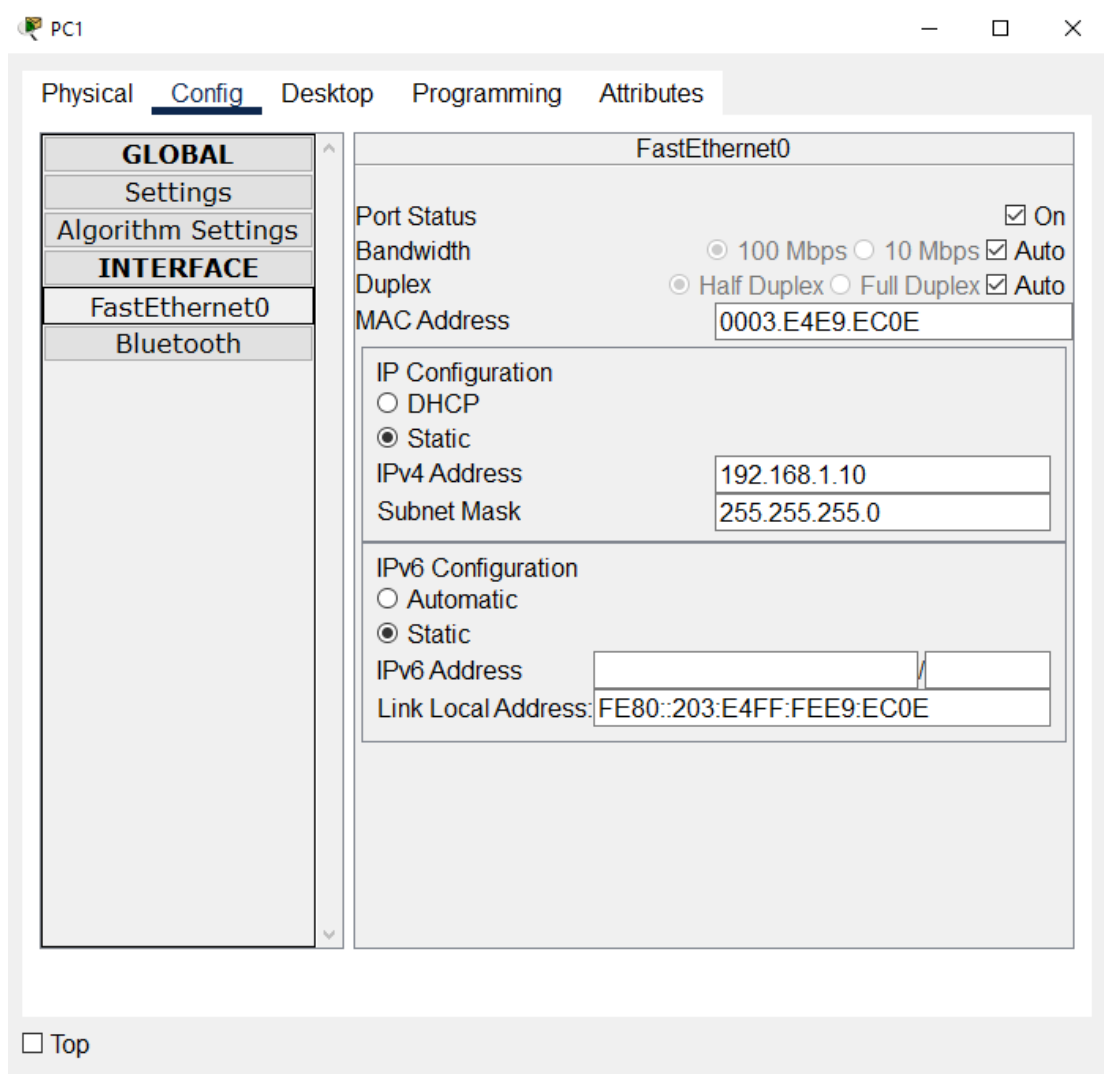 PC1
Physical Config Desktop Programming Attributes
GLOBAL
Settings
Algorithm Settings
INTERFACE
FastEthernet0
Bluetooth
FastEthernet0
Port Status On
Bandwidth 100 Mbps 10 Mbps Auto
Duplex Half Duplex Full Duplex Auto
MAC Address 0003.E4E9.EC0E
IP Configuration
DHCP
Static
IPv4 Address 192.168.1.10
Subnet Mask 255.255.255.0
IPv6 Configuration
Automatic
Static
IPv6 Address /
Link Local Address: FE80::203:E4FF:FEE9:EC0E
Top